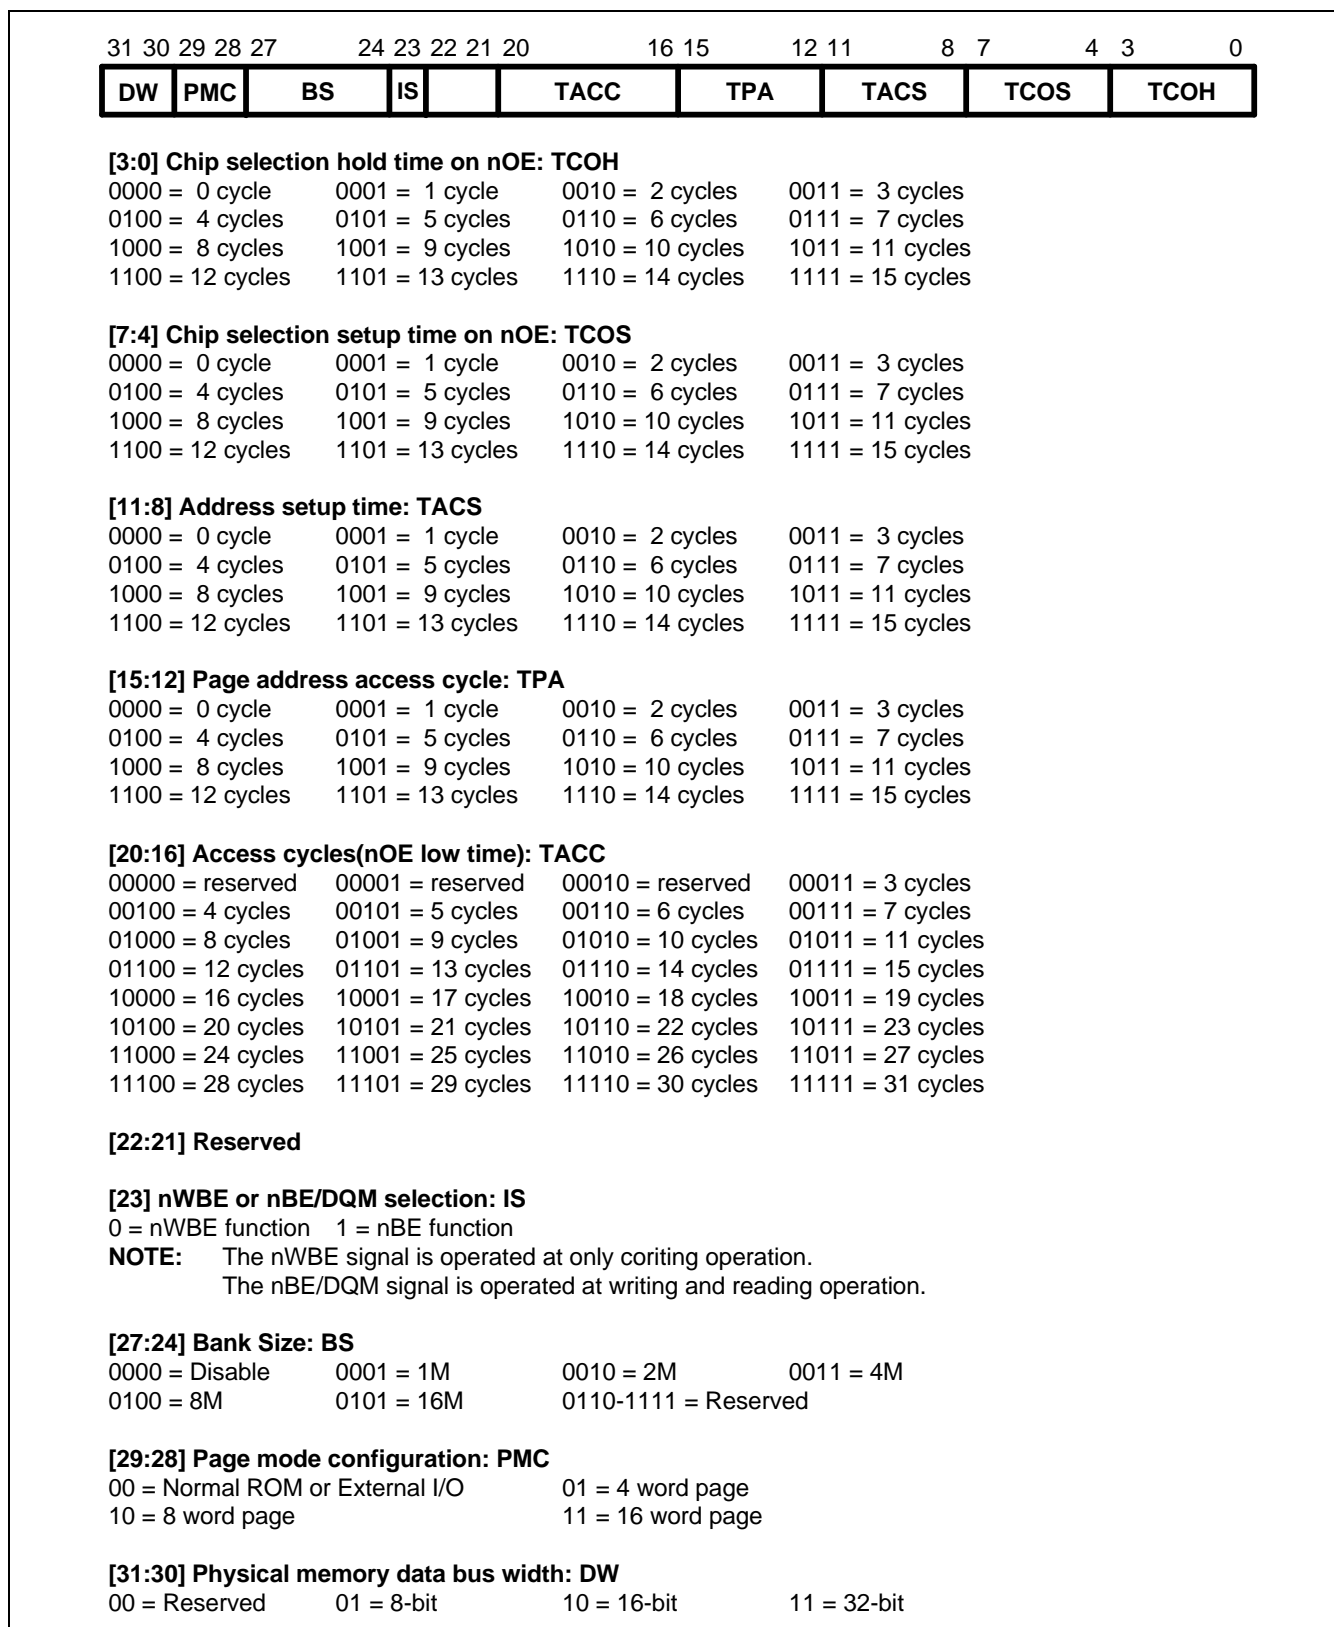 31 30 29 28 27 24 23 22 21 20 16 15 12 11 8 7 4 3 0
DW PMC BS IS TACC TPA TACS TCOS TCOH
[3:0] Chip selection hold time on nOE: TCOH
0000 = 0 cycle 0001 = 1 cycle 0010 = 2 cycles 0011 = 3 cycles
0100 = 4 cycles 0101 = 5 cycles 0110 = 6 cycles 0111 = 7 cycles
1000 = 8 cycles 1001 = 9 cycles 1010 = 10 cycles 1011 = 11 cycles
1100 = 12 cycles 1101 = 13 cycles 1110 = 14 cycles 1111 = 15 cycles
[7:4] Chip selection setup time on nOE: TCOS
0000 = 0 cycle 0001 = 1 cycle 0010 = 2 cycles 0011 = 3 cycles
0100 = 4 cycles 0101 = 5 cycles 0110 = 6 cycles 0111 = 7 cycles
1000 = 8 cycles 1001 = 9 cycles 1010 = 10 cycles 1011 = 11 cycles
1100 = 12 cycles 1101 = 13 cycles 1110 = 14 cycles 1111 = 15 cycles
[11:8] Address setup time: TACS
0000 = 0 cycle 0001 = 1 cycle 0010 = 2 cycles 0011 = 3 cycles
0100 = 4 cycles 0101 = 5 cycles 0110 = 6 cycles 0111 = 7 cycles
1000 = 8 cycles 1001 = 9 cycles 1010 = 10 cycles 1011 = 11 cycles
1100 = 12 cycles 1101 = 13 cycles 1110 = 14 cycles 1111 = 15 cycles
[15:12] Page address access cycle: TPA
0000 = 0 cycle 0001 = 1 cycle 0010 = 2 cycles 0011 = 3 cycles
0100 = 4 cycles 0101 = 5 cycles 0110 = 6 cycles 0111 = 7 cycles
1000 = 8 cycles 1001 = 9 cycles 1010 = 10 cycles 1011 = 11 cycles
1100 = 12 cycles 1101 = 13 cycles 1110 = 14 cycles 1111 = 15 cycles
[20:16] Access cycles(nOE low time): TACC
00000 = reserved 00001 = reserved 00010 = reserved 00011 = 3 cycles
00100 = 4 cycles 00101 = 5 cycles 00110 = 6 cycles 00111 = 7 cycles
01000 = 8 cycles 01001 = 9 cycles 01010 = 10 cycles 01011 = 11 cycles
01100 = 12 cycles 01101 = 13 cycles 01110 = 14 cycles 01111 = 15 cycles
10000 = 16 cycles 10001 = 17 cycles 10010 = 18 cycles 10011 = 19 cycles
10100 = 20 cycles 10101 = 21 cycles 10110 = 22 cycles 10111 = 23 cycles
11000 = 24 cycles 11001 = 25 cycles 11010 = 26 cycles 11011 = 27 cycles
11100 = 28 cycles 11101 = 29 cycles 11110 = 30 cycles 11111 = 31 cycles
[22:21] Reserved
[23] nWBE or nBE/DQM selection: IS
0 = nWBE function 1 = nBE function
NOTE: The nWBE signal is operated at only coriting operation.
The nBE/DQM signal is operated at writing and reading operation.
[27:24] Bank Size: BS
0000 = Disable 0001 = 1M 0010 = 2M 0011 = 4M
0100 = 8M 0101 = 16M 0110-1111 = Reserved
[29:28] Page mode configuration: PMC
00 = Normal ROM or External I/O 01 = 4 word page
10 = 8 word page 11 = 16 word page
[31:30] Physical memory data bus width: DW
00 = Reserved 01 = 8-bit 10 = 16-bit 11 = 32-bit